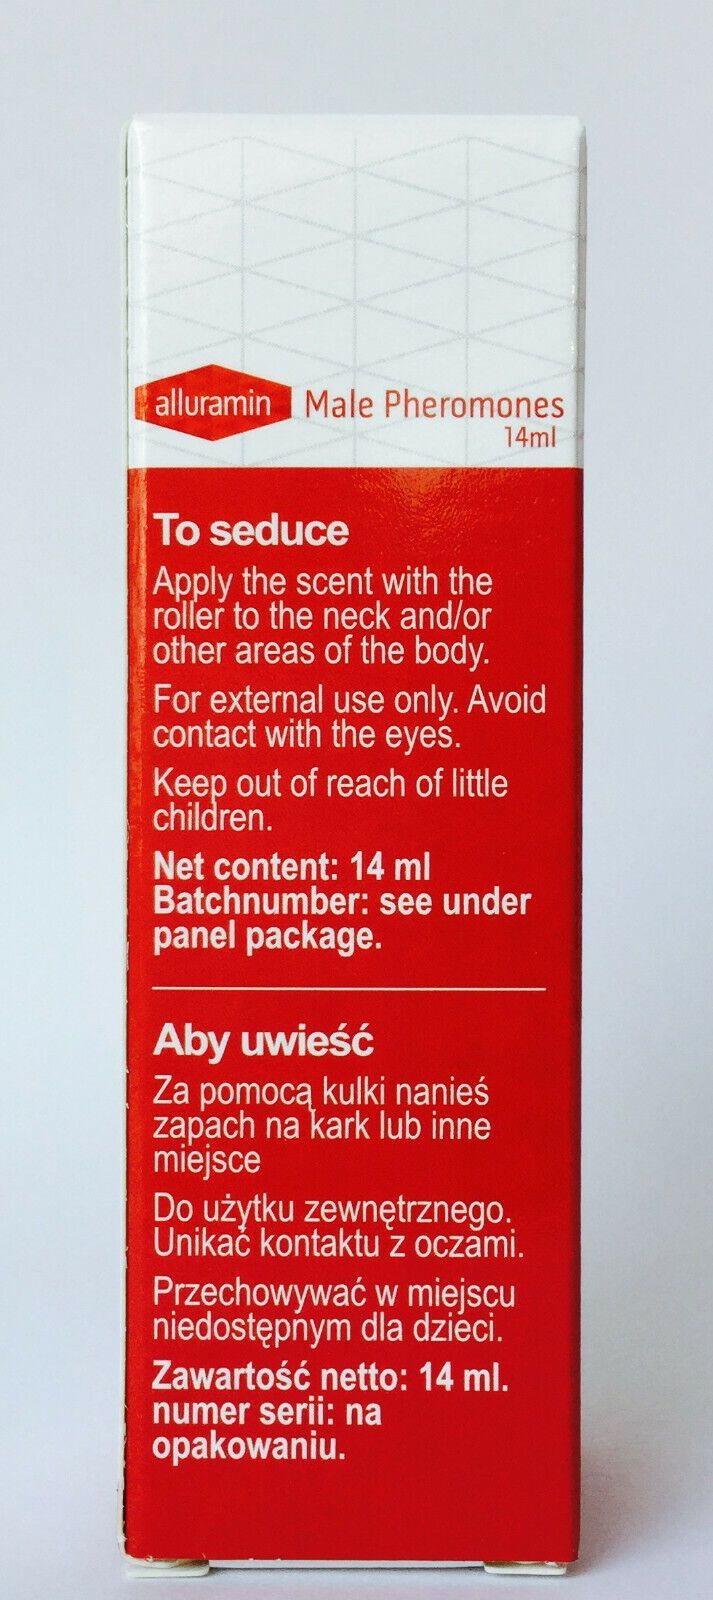 alluramin Male Pheromones
14ml
To seduce
Apply the scent with the
roller to the neck and/or
other areas of the body.
For external use only. Avoid
contact with the eyes.
Keep out of reach of little
children.
Net content: 14 ml
Batchnumber: see under
panel package.
Aby uwieść
Za pomocą kulki nanieś
zapach na kark lub inne
miejsce
Do użytku zewnętrznego.
Unikać kontaktu z oczami.
Przechowywać w miejscu
niedostępnym dla dzieci.
Zawartość netto: 14 ml.
numer serii: na
opakowaniu.